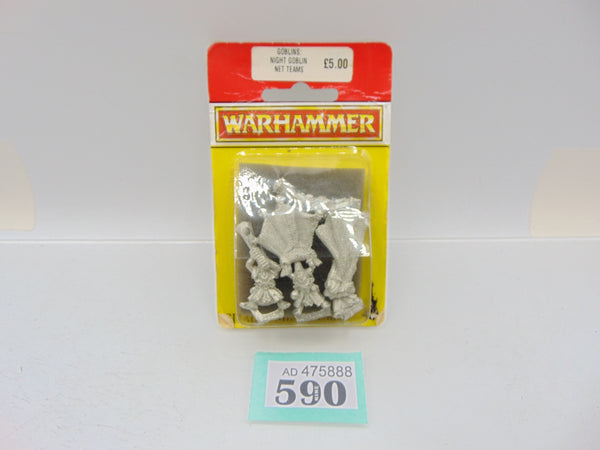 GOBLINS:
NIGHT GOBLIN £5.00
NET TEAMS
WARHAMMER
AD 475888
590